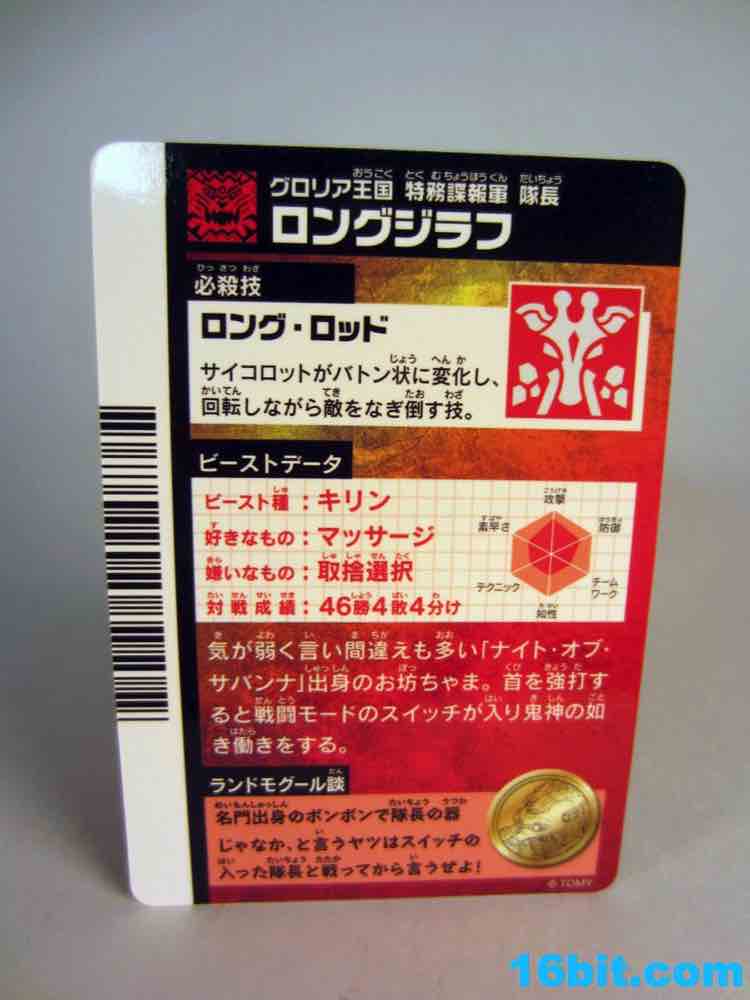 グロリア王国 特務諜報軍 隊長
ロングジラフ
必殺技
ロング・ロッド
サイコロットがバトン状に変化し、
回転しながら敵をなぎ倒す技。
ビーストデータ
ビースト種：キリン
好きなもの：マッサージ
嫌いなもの：取捨選択
対戦成績：46勝4敗4分け
攻撃
防御
チームワーク
知性
テクニック
素早さ
気が弱く言い間違えも多い「ナイト・オブ・
サバンナ」出身のお坊ちゃま。首を強打す
ると戦闘モードのスイッチが入り鬼神の如
き働きをする。
ランドモグール談
名門出身のボンボンで隊長の器
じゃなか、と言うヤツはスイッチの
入った隊長と戦ってから言うぜよ！
© TOMY
16bit.com